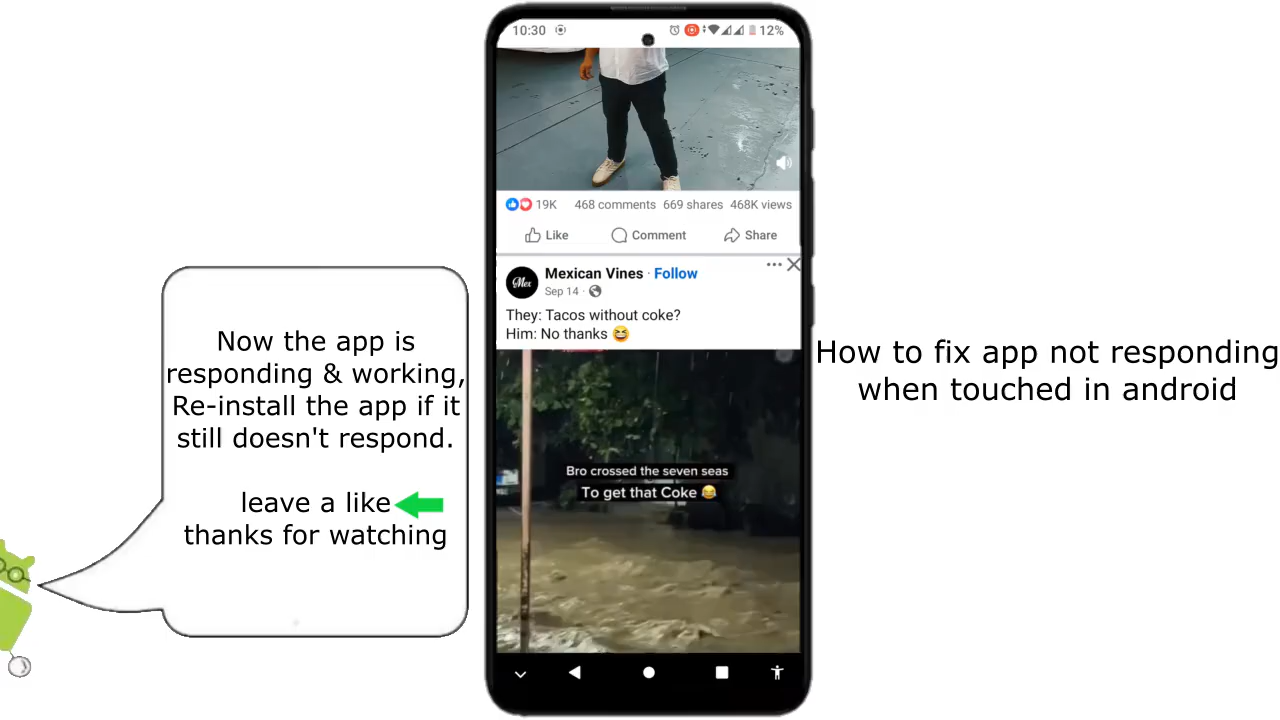 Now the app is
responding & working,
Re-install the app if it
still doesn't respond.
leave a like
thanks for watching
10:30
12%
19K 468 comments 669 shares 468K views
Like Comment Share
Mex
Mexican Vines · Follow
Sep 14 ·
They: Tacos without coke?
Him: No thanks 😆
Bro crossed the seven seas
To get that Coke 😂
How to fix app not responding
when touched in android